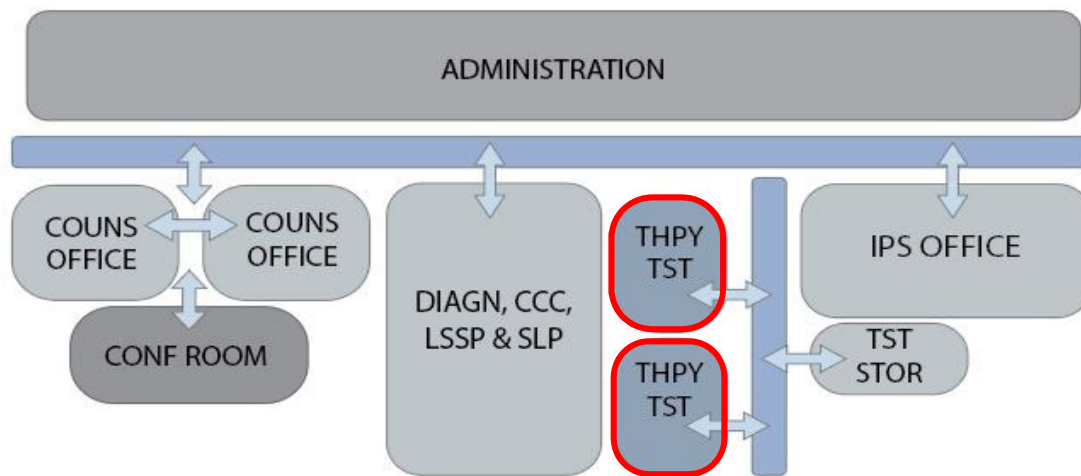 ADMINISTRATION
COUNS
OFFICE
COUNS
OFFICE
CONF ROOM
DIAGN, CCC,
LSSP & SLP
THPY
TST
THPY
TST
IPS OFFICE
TST
STOR